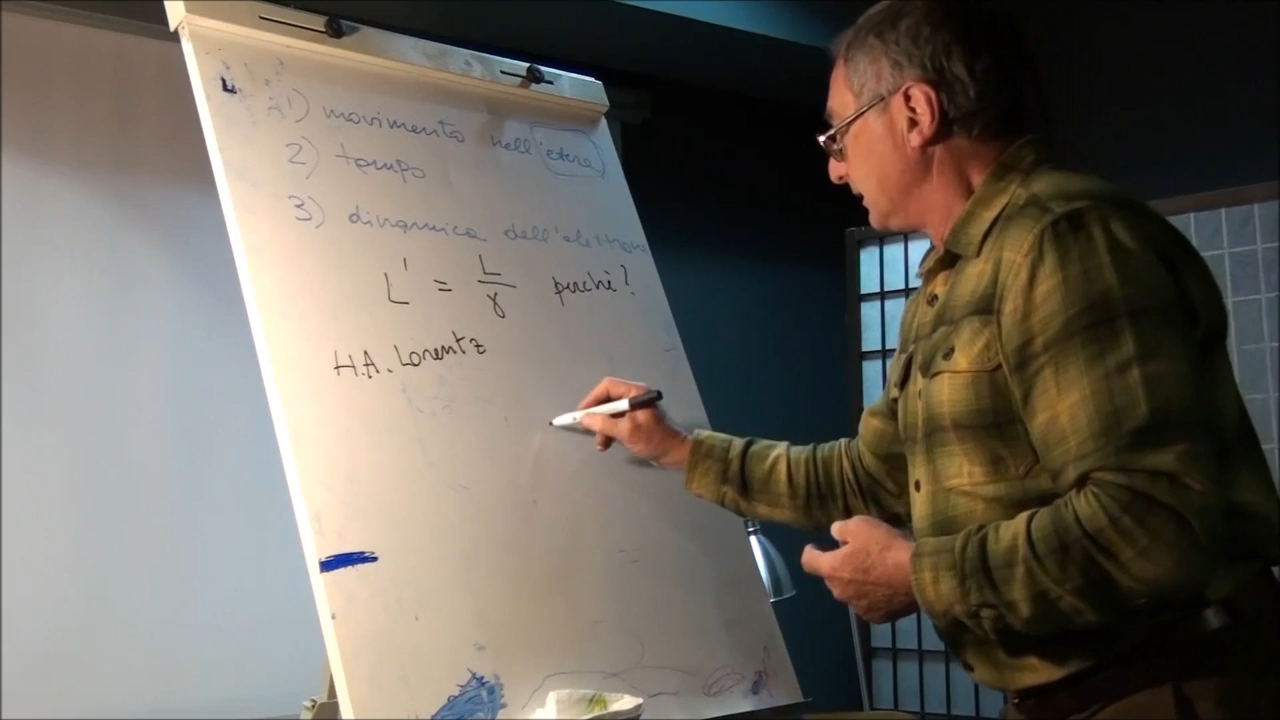 1) movimento nell'etere
2) tempo
3) dinamica dell'elettrone
L' = L/γ perchè?
H.A. Lorentz